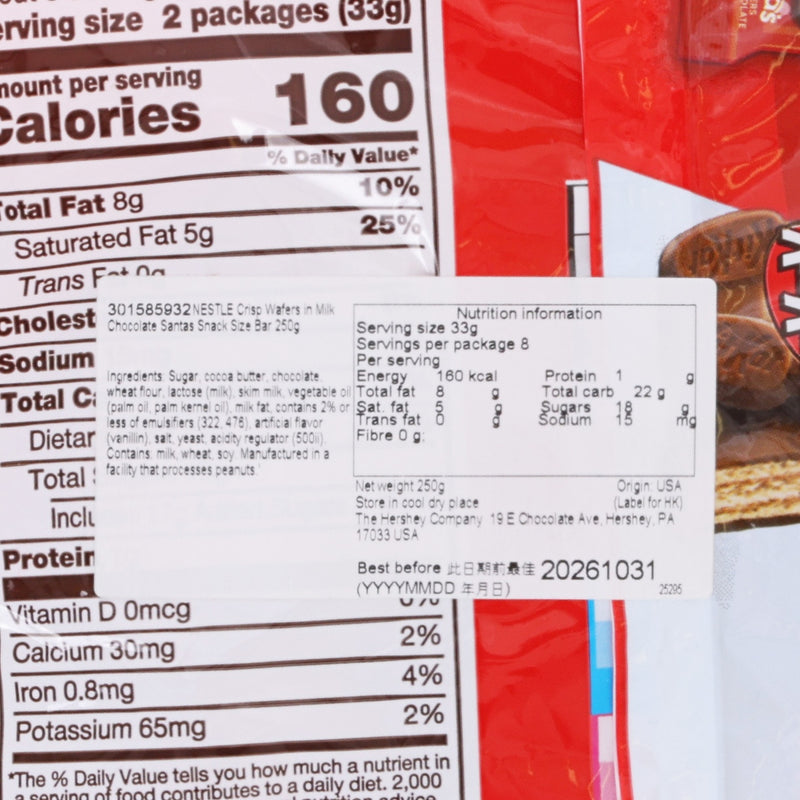 serving size 2 packages (33g)
Amount per serving
Calories 160
% Daily Value*
Total Fat 8g 10%
Saturated Fat 5g 25%
Trans Fat 0g
Cholest
Sodium
Total Ca
Dietar
Total
Inclu
Protein
301585932 NESTLE Crisp Wafers in Milk
Chocolate Santas Snack Size Bar 250g
Ingredients: Sugar, cocoa butter, chocolate,
wheat flour, lactose (milk), skim milk, vegetable oil
(palm oil, palm kernel oil), milk fat, contains 2% or
less of emulsifiers (322, 476), artificial flavor
(vanillin), salt, yeast, acidity regulator (500ii).
Contains: milk, wheat, soy. Manufactured in a
facility that processes peanuts.
Nutrition information
Serving size 33g
Servings per package 8
Per serving
Energy 160 kcal Protein 1 g
Total fat 8 g Total carb 22 g
Sat. fat 5 g Sugars 18 g
Trans fat 0 g Sodium 15 mg
Fibre 0 g:
Net weight 250g Origin: USA
Store in cool dry place (Label for HK)
The Hershey Company 19 E Chocolate Ave, Hershey, PA
17033 USA
Best before 此日期前最佳 20261031
(YYYYMMDD 年月日) 25295
Vitamin D 0mcg 0%
Calcium 30mg 2%
Iron 0.8mg 4%
Potassium 65mg 2%
*The % Daily Value tells you how much a nutrient in
a serving of food contributes to a daily diet. 2,000
nutrition advice.